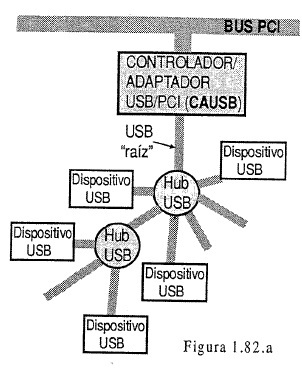 BUS PCI
CONTROLADOR/
ADAPTADOR
USB/PCI (CAUSB)
USB
"raíz"
Dispositivo
USB
Hub
USB
Dispositivo
USB
Dispositivo
USB
Hub
USB
Dispositivo
USB
Dispositivo
USB
Figura 1.82.a